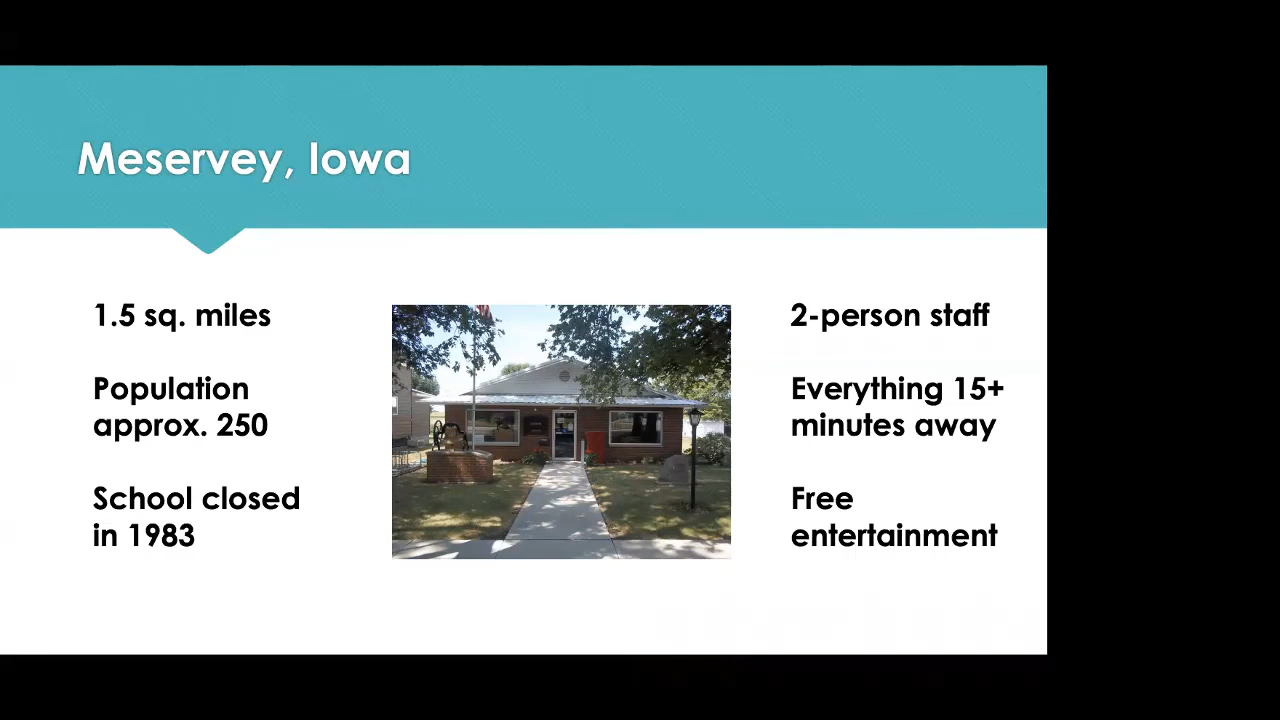 Meservey, Iowa
1.5 sq. miles
Population
approx. 250
School closed
in 1983
2-person staff
Everything 15+
minutes away
Free
entertainment